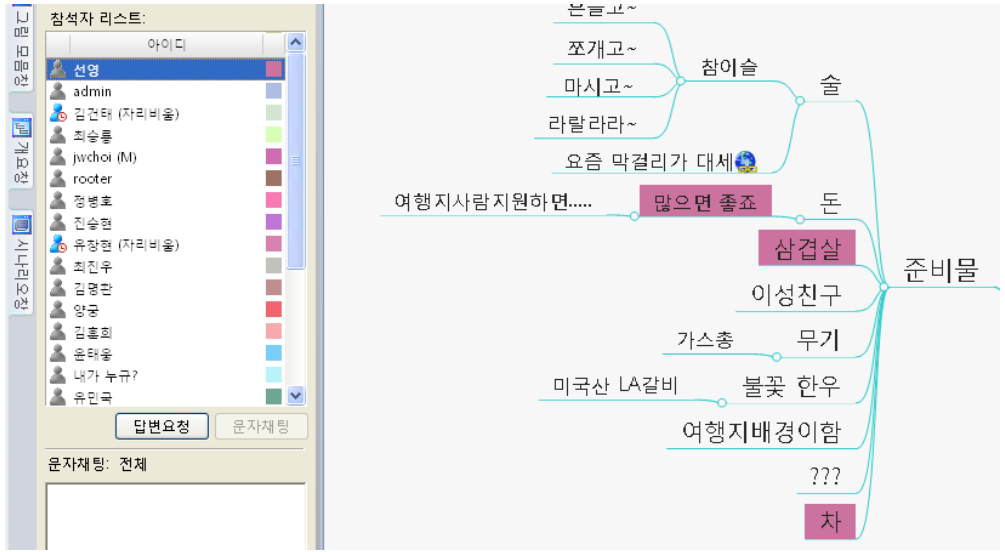 그림 모음창
개요창
시나리오창
참석자 리스트:
아이디
선영
admin
김건태 (자리비움)
최승룡
jwchoi (M)
rooter
정병호
진승현
유창현 (자리비움)
최진우
김명환
양궁
김홍희
윤태웅
내가 누규?
유민국
답변요청
문자채팅
문자채팅: 전체
흔들고~
쪼개고~
마시고~
라랄라라~
참이슬
요즘 막걸리가 대세
술
여행지사람지원하면.....
많으면 좋죠
돈
삼겹살
이성친구
가스총
무기
미국산 LA갈비
불꽃 한우
여행지배경이함
???
차
준비물